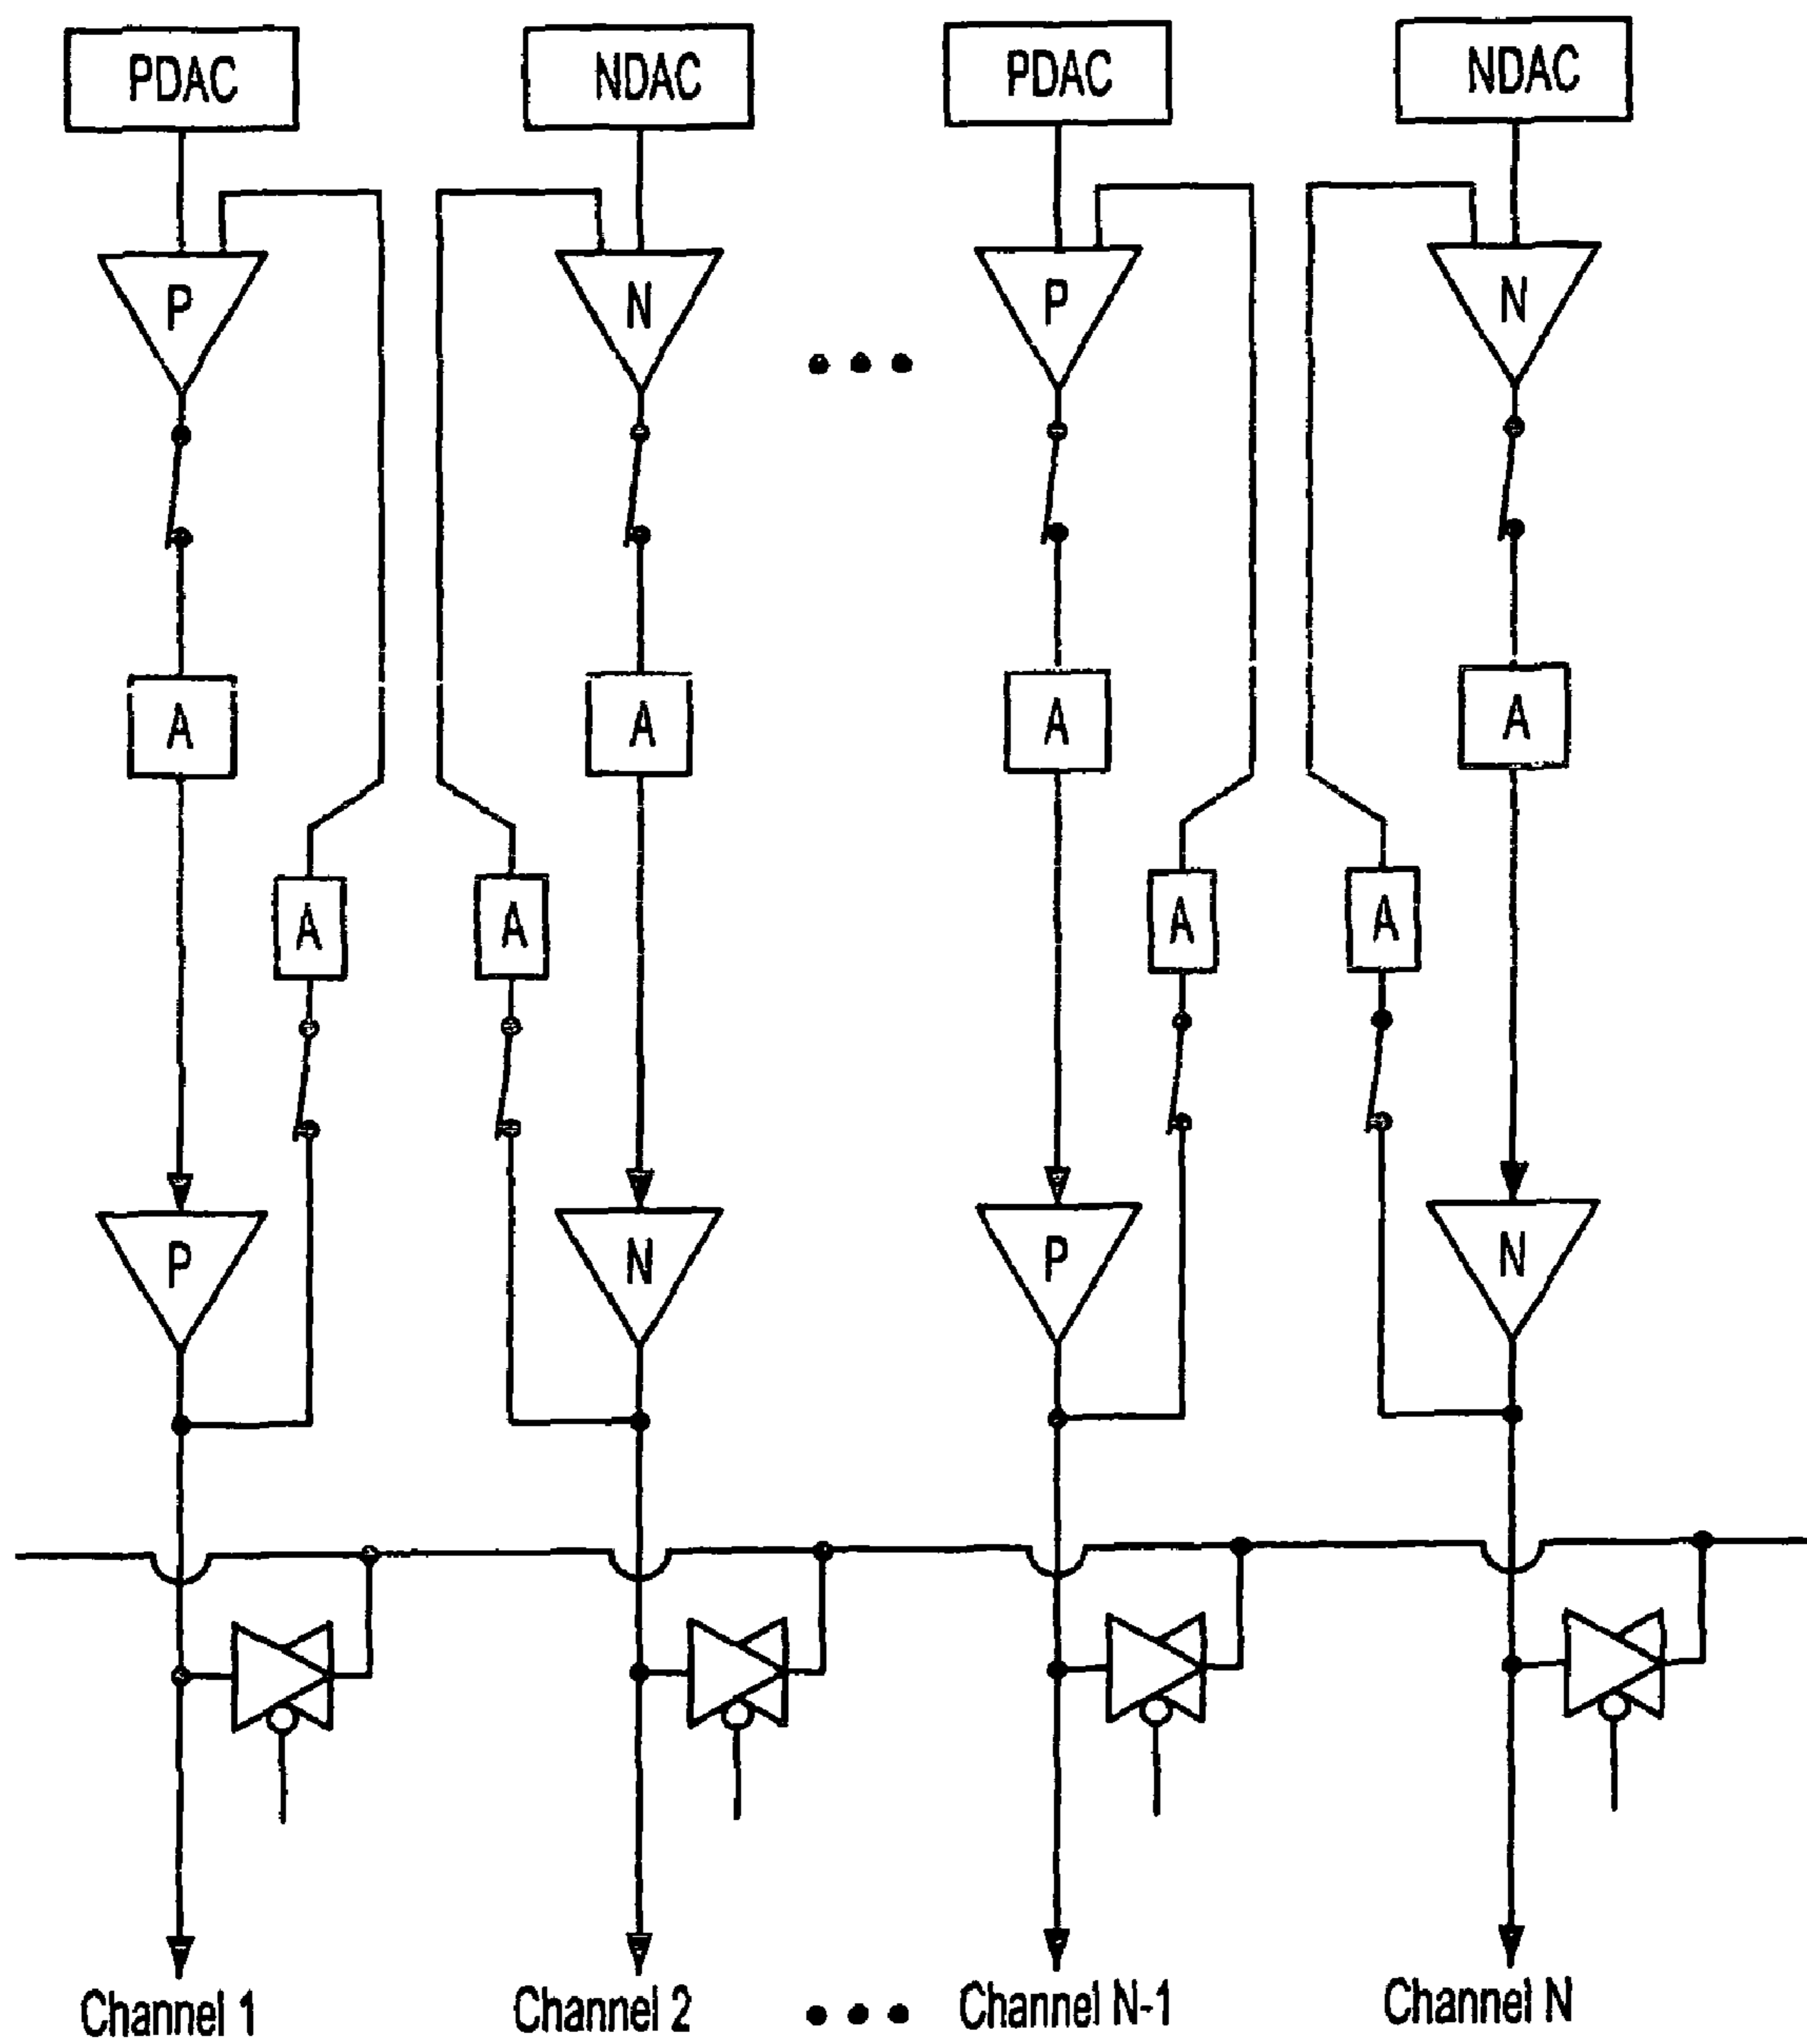 PDAC NDAC PDAC NDAC
P N P N
• • •
A A A A
A A A A
P N P N
Channel 1 Channel 2 • • • Channel N-1 Channel N